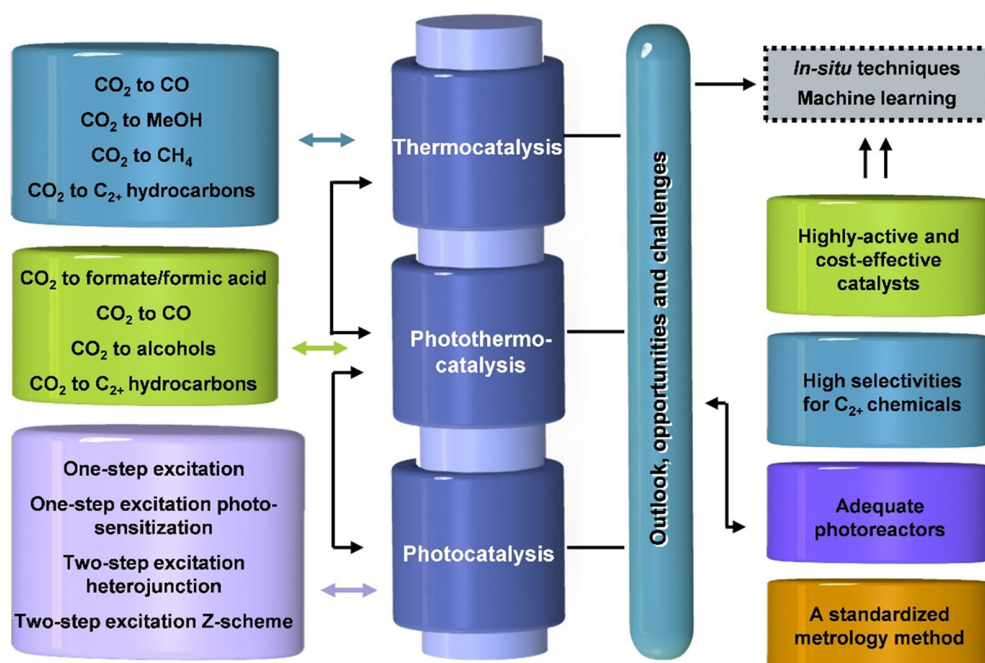 CO₂ to CO
CO₂ to MeOH
CO₂ to CH₄
CO₂ to C₂₊ hydrocarbons
CO₂ to formate/formic acid
CO₂ to CO
CO₂ to alcohols
CO₂ to C₂₊ hydrocarbons
One-step excitation
One-step excitation photo-
sensitization
Two-step excitation
heterojunction
Two-step excitation Z-scheme
Thermocatalysis
Photothermo-
catalysis
Photocatalysis
Outlook, opportunities and challenges
In-situ techniques
Machine learning
Highly-active and
cost-effective
catalysts
High selectivities
for C₂₊ chemicals
Adequate
photoreactors
A standardized
metrology method